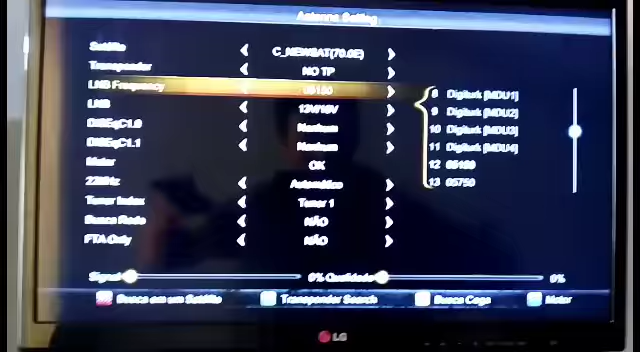 Antenna Setting
Satélite C_NEWSAT(70.0E)
Transponder NO TP
LNB Frequency 05150
LNB 13V/18V
DISEqC1.0 Nenhum
DISEqC1.1 Nenhum
Motor OK
22KHz Automático
Tuner Index Tuner 1
Busca Rede NÃO
FTA Only NÃO
8 Digiturk [MDU1]
9 Digiturk [MDU2]
10 Digiturk [MDU3]
11 Digiturk [MDU4]
12 05150
13 05750
Signal 0% Qualidade 0%
Busca em um Satélite Transponder Search Busca Cega Motor
LG